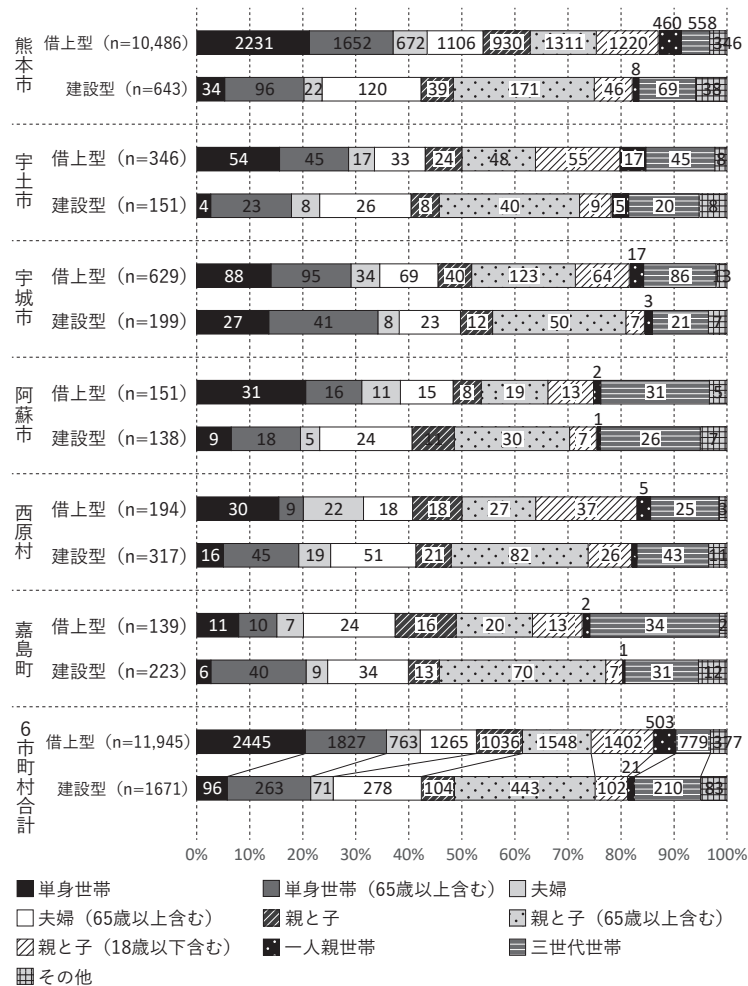 熊本市
借上型（n=10,486）
2231 1652 672 1106 930 1311 1220 460 558 346
建設型（n=643）
34 96 22 120 39 171 46 8 69 38
宇土市
借上型（n=346）
54 45 17 33 24 48 55 17 45 8
建設型（n=151）
4 23 8 26 8 40 9 5 20 8
宇城市
借上型（n=629）
88 95 34 69 40 123 64 17 86 13
建設型（n=199）
27 41 8 23 12 50 7 3 21 7
阿蘇市
借上型（n=151）
31 16 11 15 8 19 13 2 31 5
建設型（n=138）
9 18 5 24 11 30 7 1 26 7
西原村
借上型（n=194）
30 9 22 18 18 27 37 5 25 3
建設型（n=317）
16 45 19 51 21 82 26 43 11
嘉島町
借上型（n=139）
11 10 7 24 16 20 13 2 34 2
建設型（n=223）
6 40 9 34 13 70 7 1 31 12
6市町村合計
借上型（n=11,945）
2445 1827 763 1265 1036 1548 1402 503 779 377
建設型（n=1671）
96 263 71 278 104 443 102 21 210 83
0% 10% 20% 30% 40% 50% 60% 70% 80% 90% 100%
単身世帯 単身世帯（65歳以上含む） 夫婦
夫婦（65歳以上含む） 親と子 親と子（65歳以上含む）
親と子（18歳以下含む） 一人親世帯 三世代世帯
その他